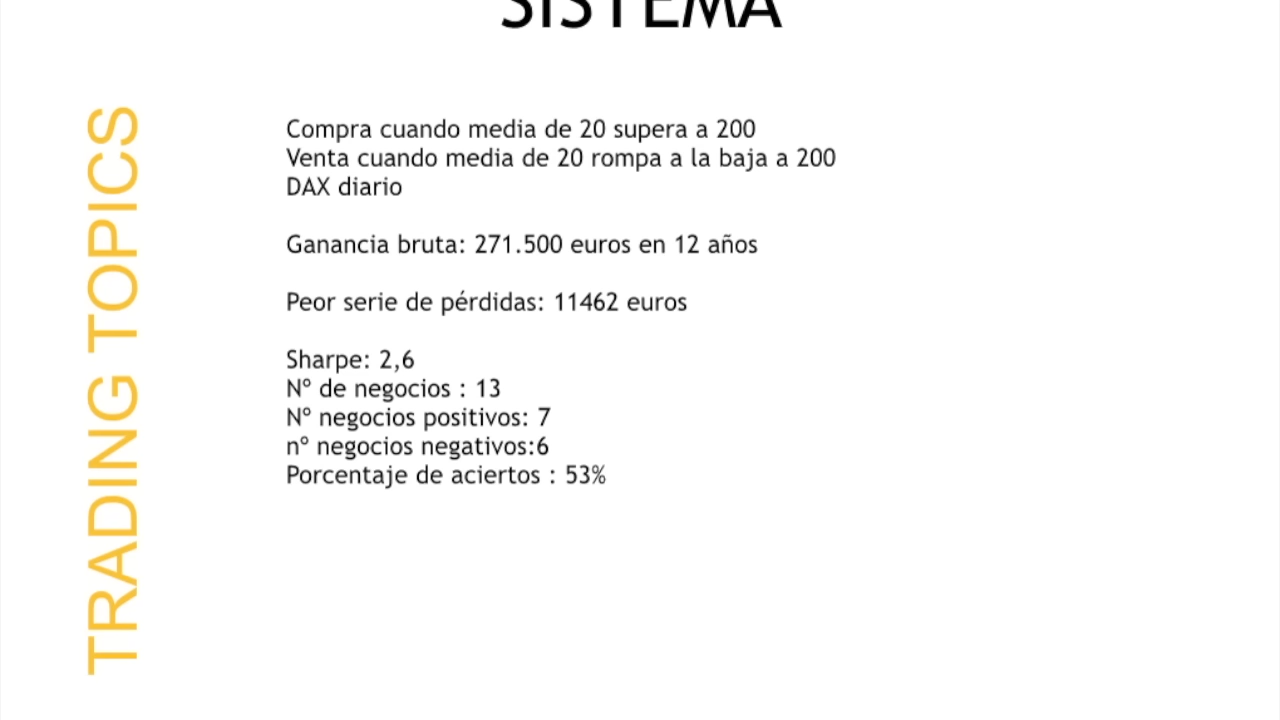 SISTEMA
TRADING TOPICS
Compra cuando media de 20 supera a 200
Venta cuando media de 20 rompa a la baja a 200
DAX diario
Ganancia bruta: 271.500 euros en 12 años
Peor serie de pérdidas: 11462 euros
Sharpe: 2,6
Nº de negocios : 13
Nº negocios positivos: 7
nº negocios negativos:6
Porcentaje de aciertos : 53%